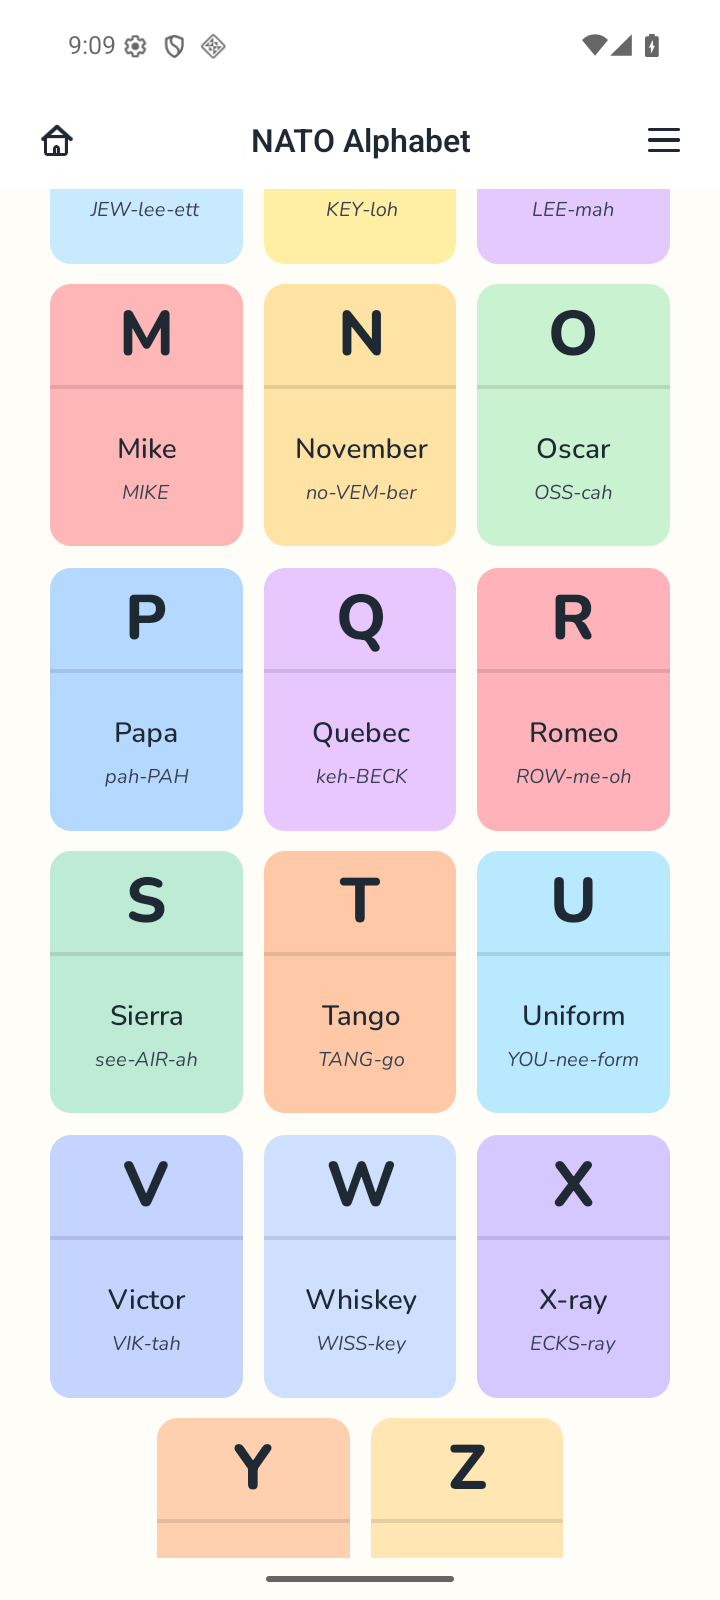 9:09
NATO Alphabet
JEW-lee-ett KEY-loh LEE-mah
M N O
Mike November Oscar
MIKE no-VEM-ber OSS-cah
P Q R
Papa Quebec Romeo
pah-PAH keh-BECK ROW-me-oh
S T U
Sierra Tango Uniform
see-AIR-ah TANG-go YOU-nee-form
V W X
Victor Whiskey X-ray
VIK-tah WISS-key ECKS-ray
Y Z